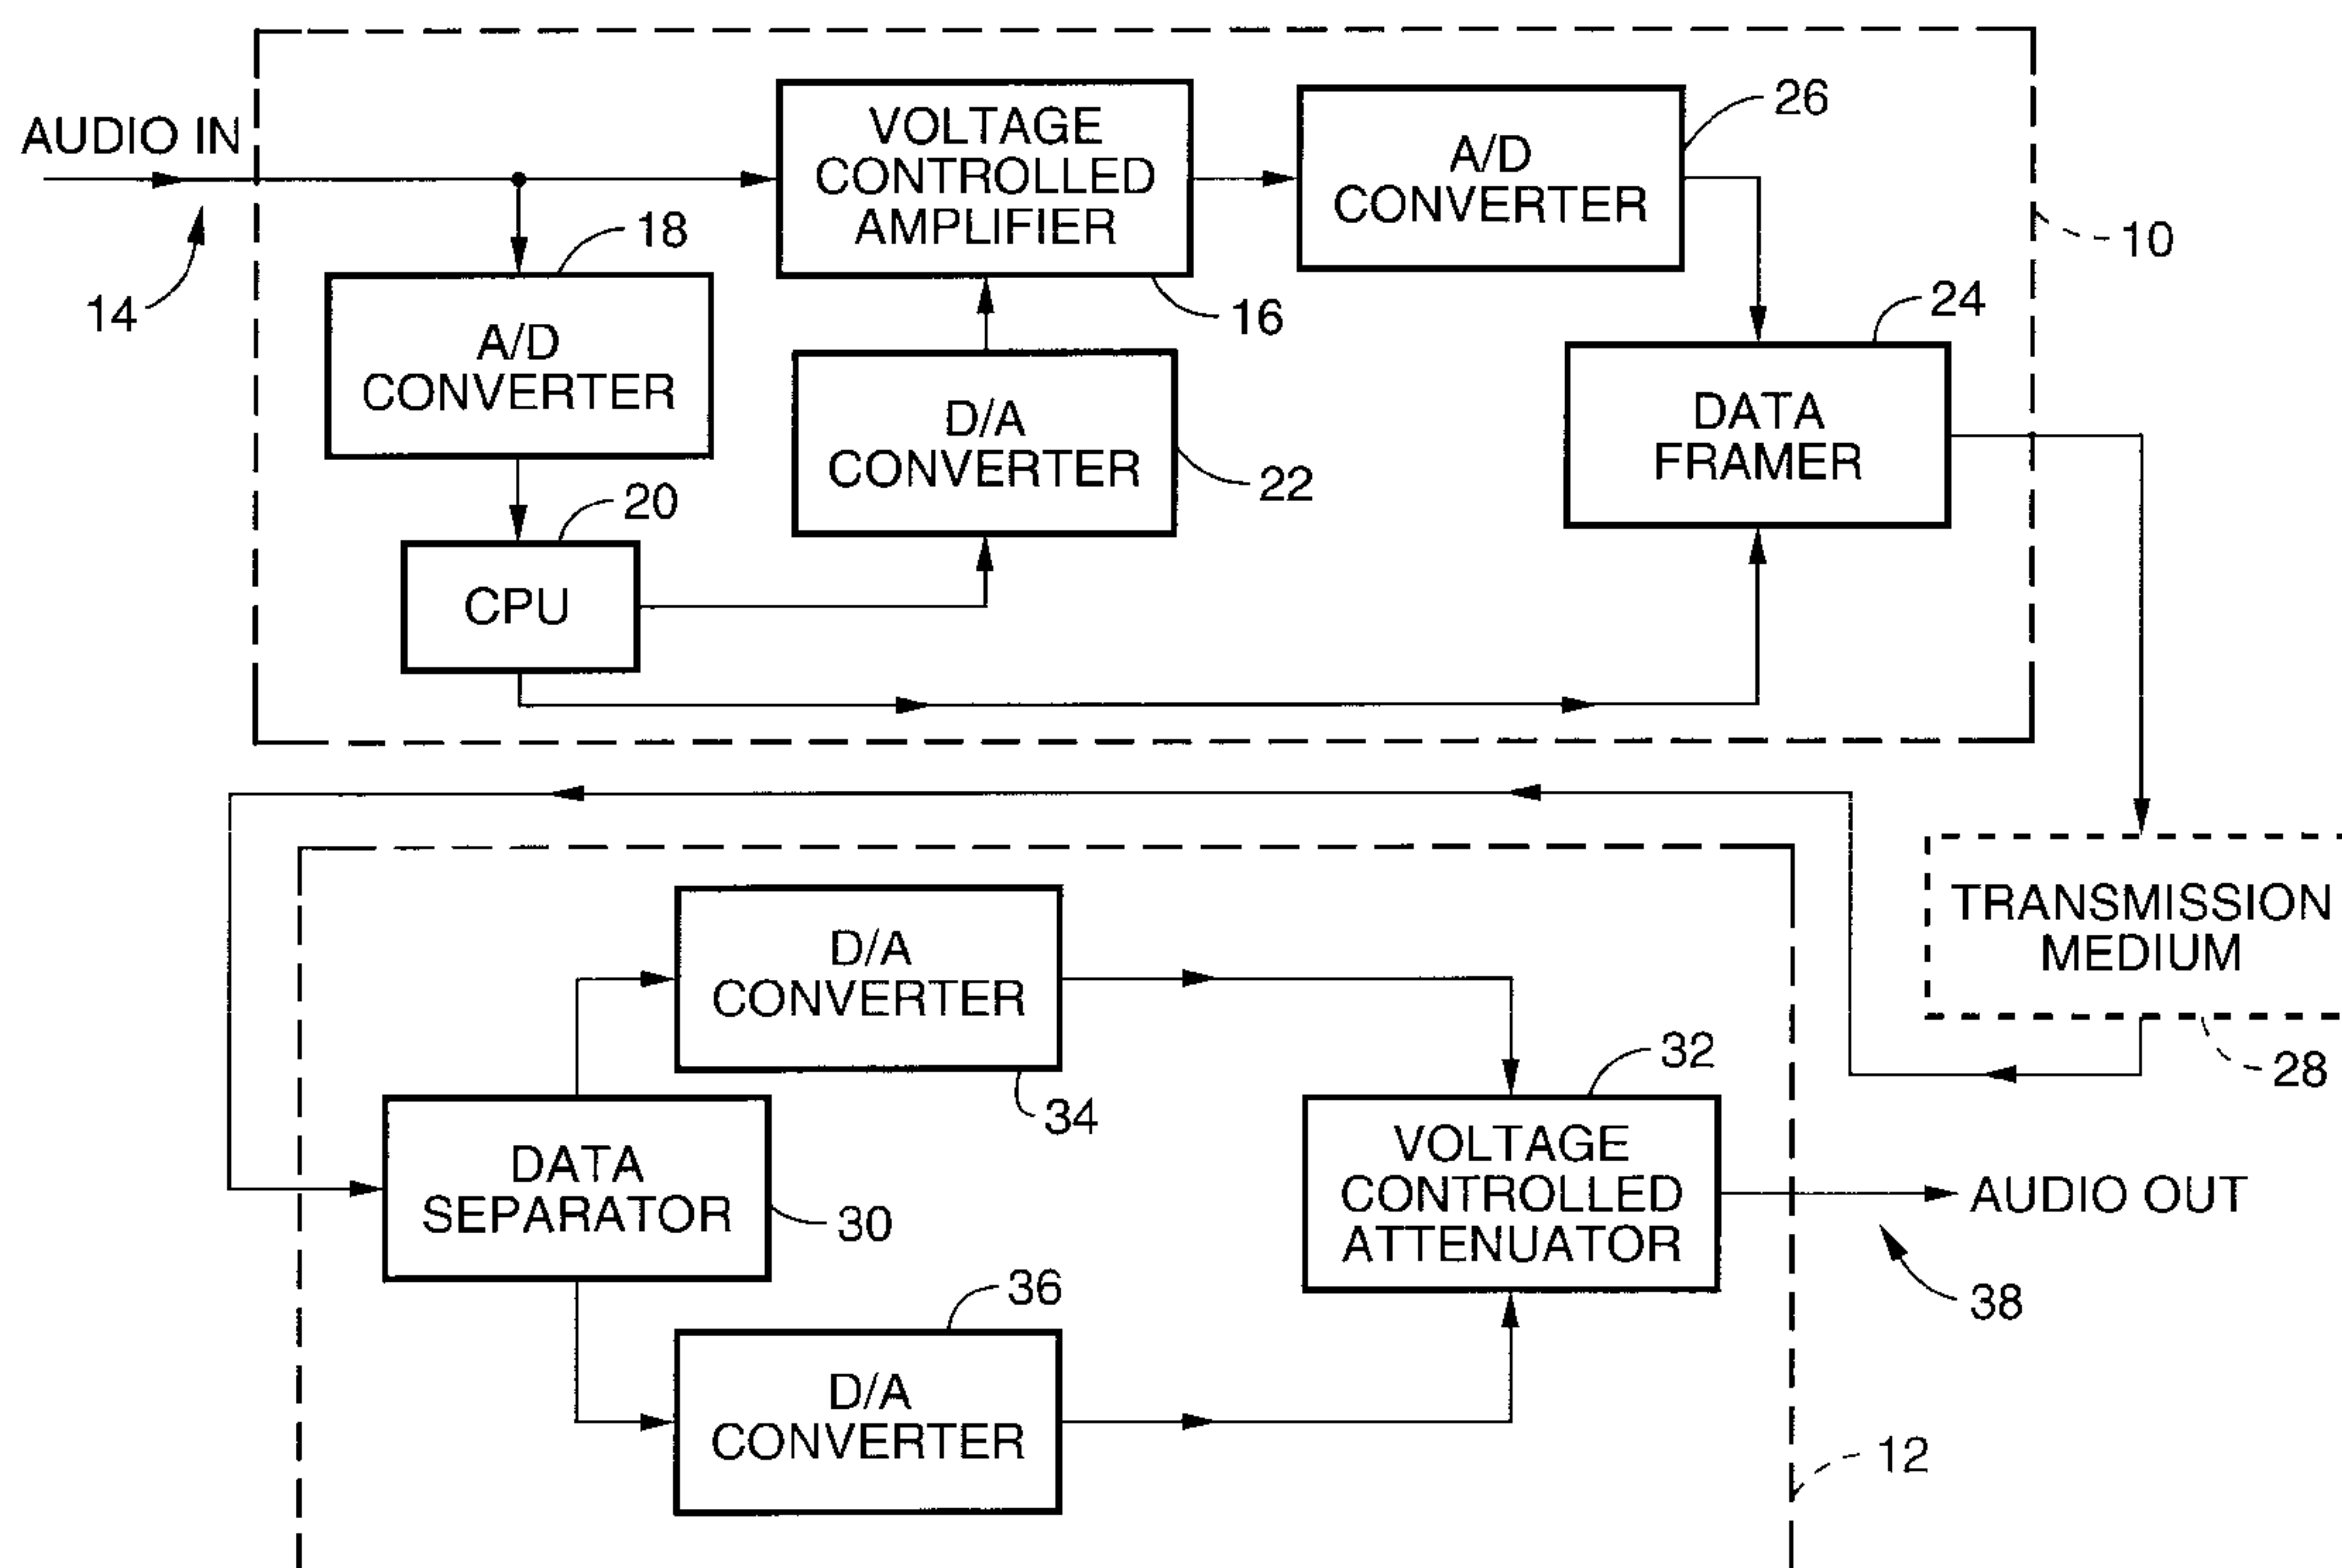 AUDIO IN
14
VOLTAGE
CONTROLLED
AMPLIFIER
16
A/D
CONVERTER
26
10
A/D
CONVERTER
18
D/A
CONVERTER
22
DATA
FRAMER
24
CPU
20
TRANSMISSION
MEDIUM
28
D/A
CONVERTER
34
DATA
SEPARATOR
30
VOLTAGE
CONTROLLED
ATTENUATOR
32
AUDIO OUT
38
D/A
CONVERTER
36
12